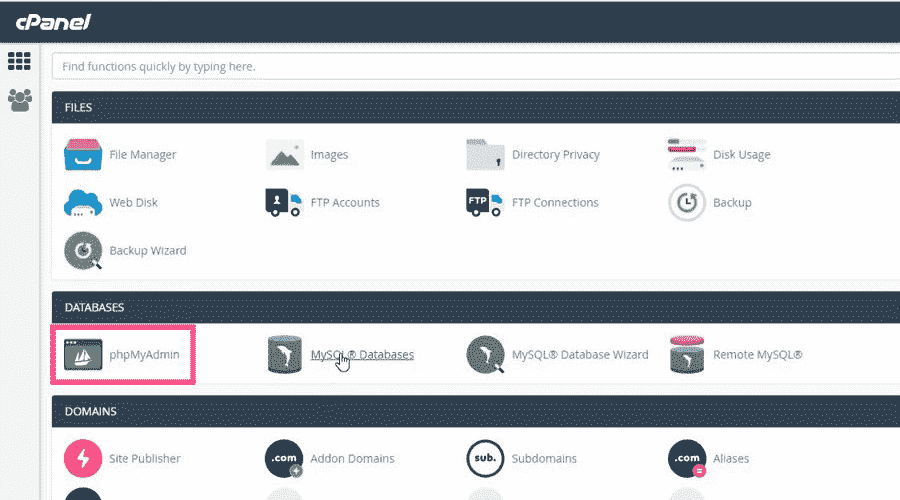 cPanel
Find functions quickly by typing here.
FILES
File Manager
Images
Directory Privacy
Disk Usage
Web Disk
FTP Accounts
FTP
FTP Connections
Backup
Backup Wizard
DATABASES
phpMyAdmin
MySQL® Databases
MySQL® Database Wizard
Remote MySQL®
DOMAINS
Site Publisher
.com
Addon Domains
sub.
Subdomains
.com
Aliases